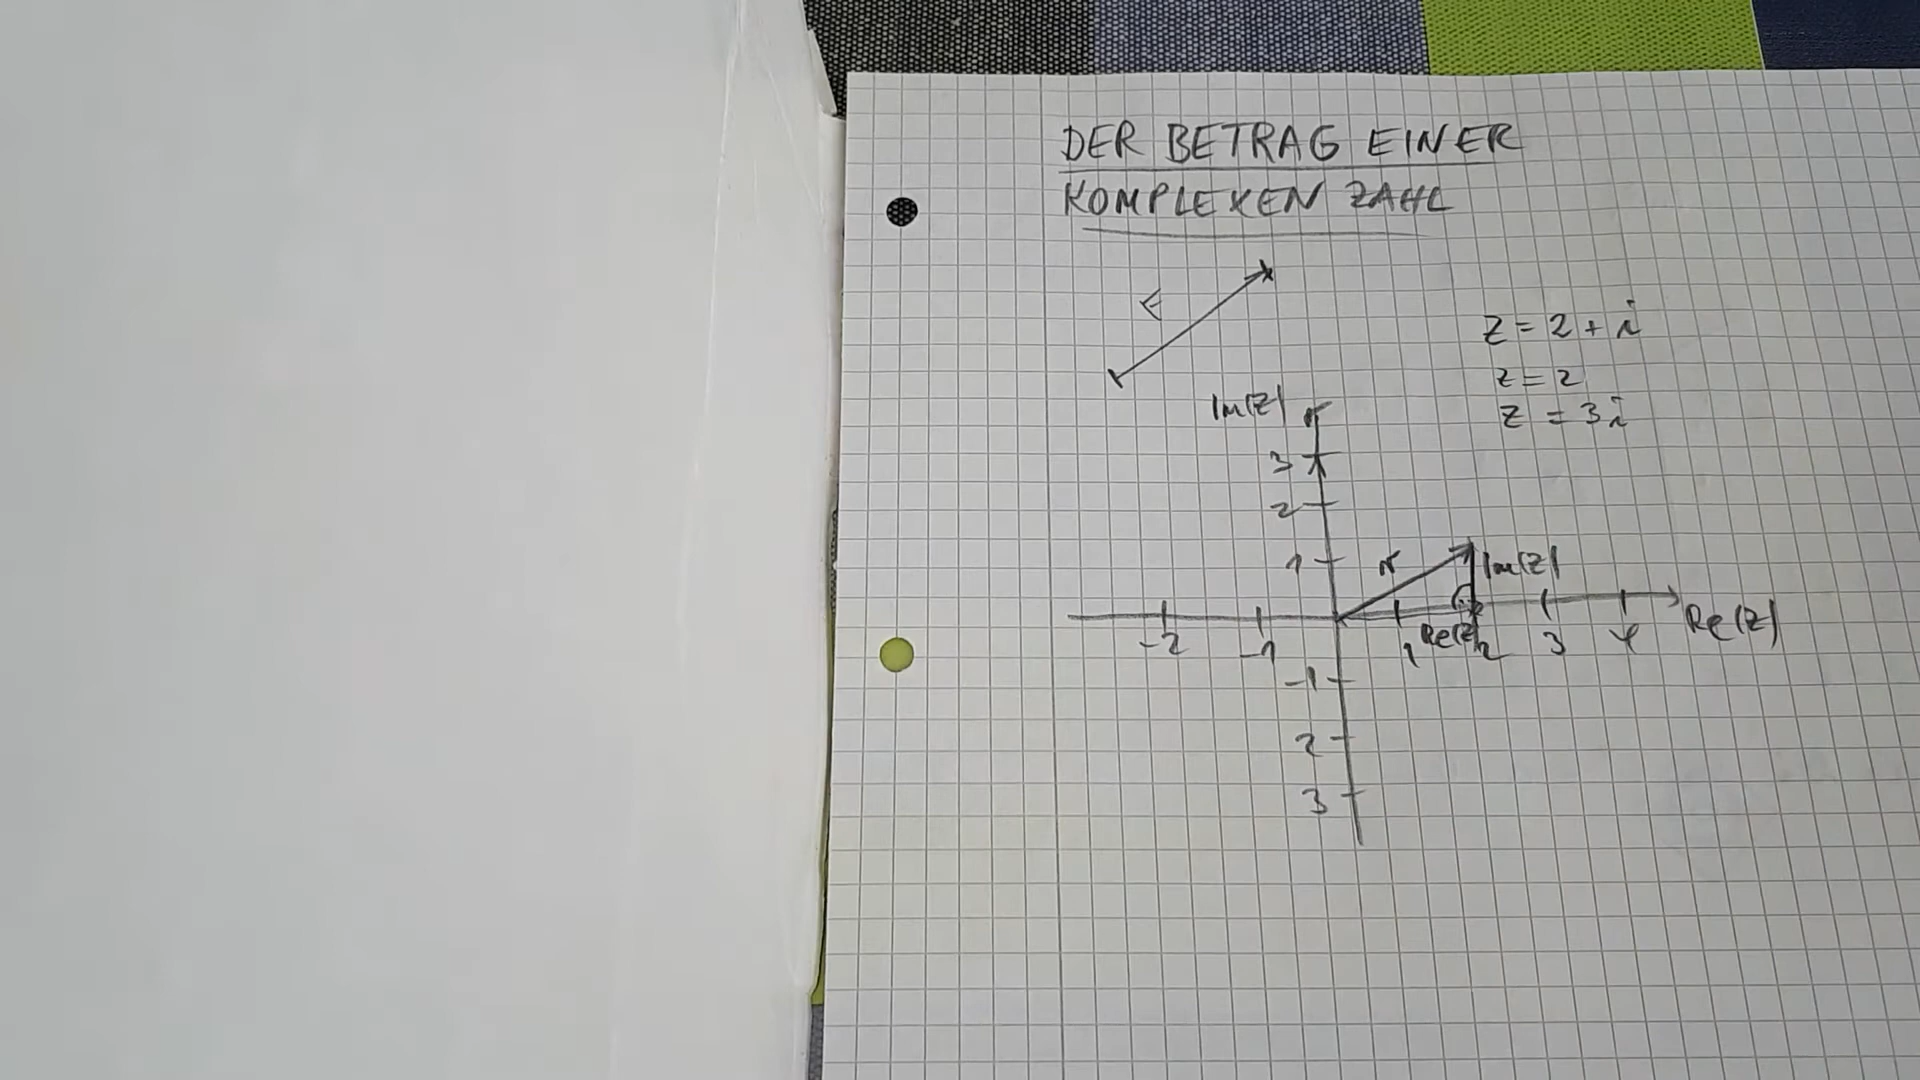 DER BETRAG EINER
KOMPLEXEN ZAHL
z = 2 + i
z = 2
z = 3i
Im(z)
3
2
1
r
Im(z)
-2
-1
1
Re(z)
2
3
4
Re(z)
-1
2
3